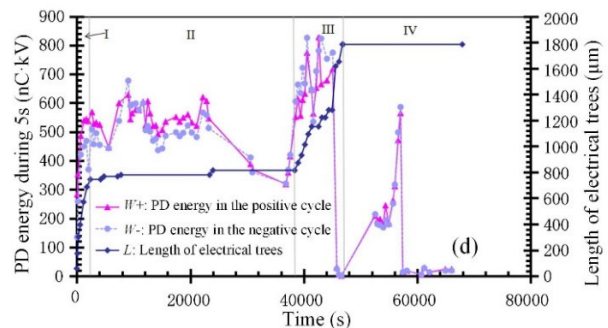 I II III IV
PD energy during 5s (nC·kV)
900
800
700
600
500
400
300
200
100
0
W+: PD energy in the positive cycle
W-: PD energy in the negative cycle
L: Length of electrical trees
(d)
2000
1800
1600
1400
1200
1000
800
600
400
200
0
Length of electrical trees (μm)
0 20000 40000 60000 80000
Time (s)